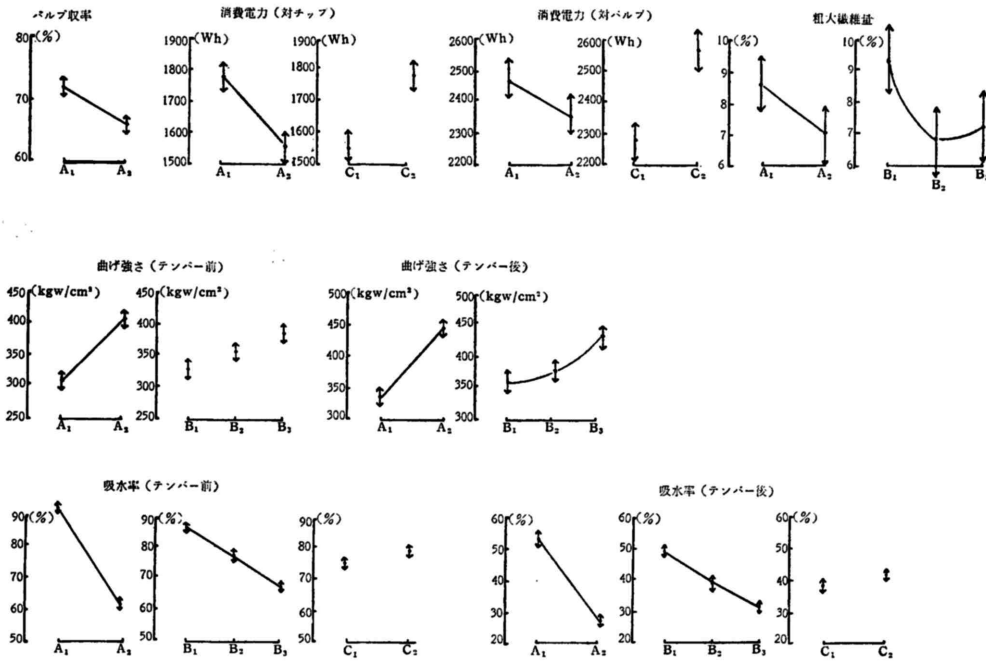 パルプ収率
消費電力（対チップ）
消費電力（対パルプ）
粗大繊維量
80 (%)
70
60
A₁ A₂
1900 (Wh)
1800
1700
1600
1500
A₁ A₂
1900 (Wh)
1800
1700
1600
1500
C₁ C₂
2600 (Wh)
2500
2400
2300
2200
A₁ A₂
2600 (Wh)
2500
2400
2300
2200
C₁ C₂
10 (%)
9
8
7
6
A₁ A₂
10 (%)
9
8
7
6
B₁ B₂ B
曲げ強さ（テンパー前）
曲げ強さ（テンパー後）
450 (kgw/cm²)
400
350
300
250
A₁ A₂
450 (kgw/cm²)
400
350
300
250
B₁ B₂ B₃
500 (kgw/cm²)
450
400
350
300
A₁ A₂
500 (kgw/cm²)
450
400
350
300
B₁ B₂ B₃
吸水率（テンパー前）
吸水率（テンパー後）
90 (%)
80
70
60
50
A₁ A₂
90 (%)
80
70
60
50
B₁ B₂ B₃
90 (%)
80
70
60
50
C₁ C₂
60 (%)
50
40
30
20
A₁ A₂
60 (%)
50
40
30
20
B₁ B₂ B₃
60 (%)
50
40
30
20
C₁ C₂